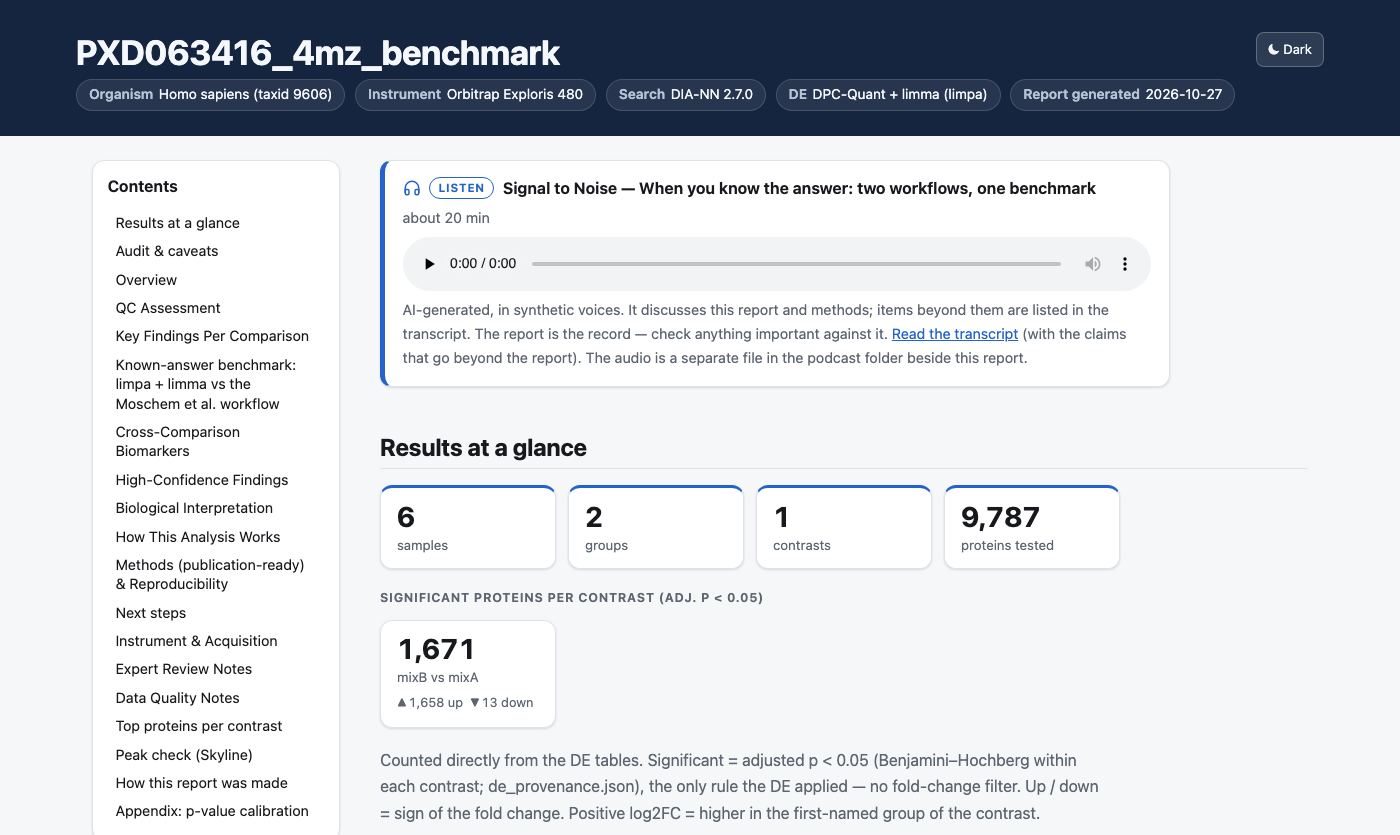 PXD063416_4mz_benchmark
Dark
Organism Homo sapiens (taxid 9606)
Instrument Orbitrap Exploris 480
Search DIA-NN 2.7.0
DE DPC-Quant + limma (limpa)
Report generated 2026-10-27
Contents
Results at a glance
Audit & caveats
Overview
QC Assessment
Key Findings Per Comparison
Known-answer benchmark:
limpa + limma vs the
Moschem et al. workflow
Cross-Comparison
Biomarkers
High-Confidence Findings
Biological Interpretation
How This Analysis Works
Methods (publication-ready)
& Reproducibility
Next steps
Instrument & Acquisition
Expert Review Notes
Data Quality Notes
Top proteins per contrast
Peak check (Skyline)
How this report was made
Appendix: p-value calibration
LISTEN Signal to Noise — When you know the answer: two workflows, one benchmark
about 20 min
0:00 / 0:00
AI-generated, in synthetic voices. It discusses this report and methods; items beyond them are listed in the
transcript. The report is the record — check anything important against it. Read the transcript (with the claims
that go beyond the report). The audio is a separate file in the podcast folder beside this report.
Results at a glance
6
samples
2
groups
1
contrasts
9,787
proteins tested
SIGNIFICANT PROTEINS PER CONTRAST (ADJ. P < 0.05)
1,671
mixB vs mixA
▲1,658 up ▼13 down
Counted directly from the DE tables. Significant = adjusted p < 0.05 (Benjamini–Hochberg within
each contrast; de_provenance.json), the only rule the DE applied — no fold-change filter. Up / down
= sign of the fold change. Positive log2FC = higher in the first-named group of the contrast.